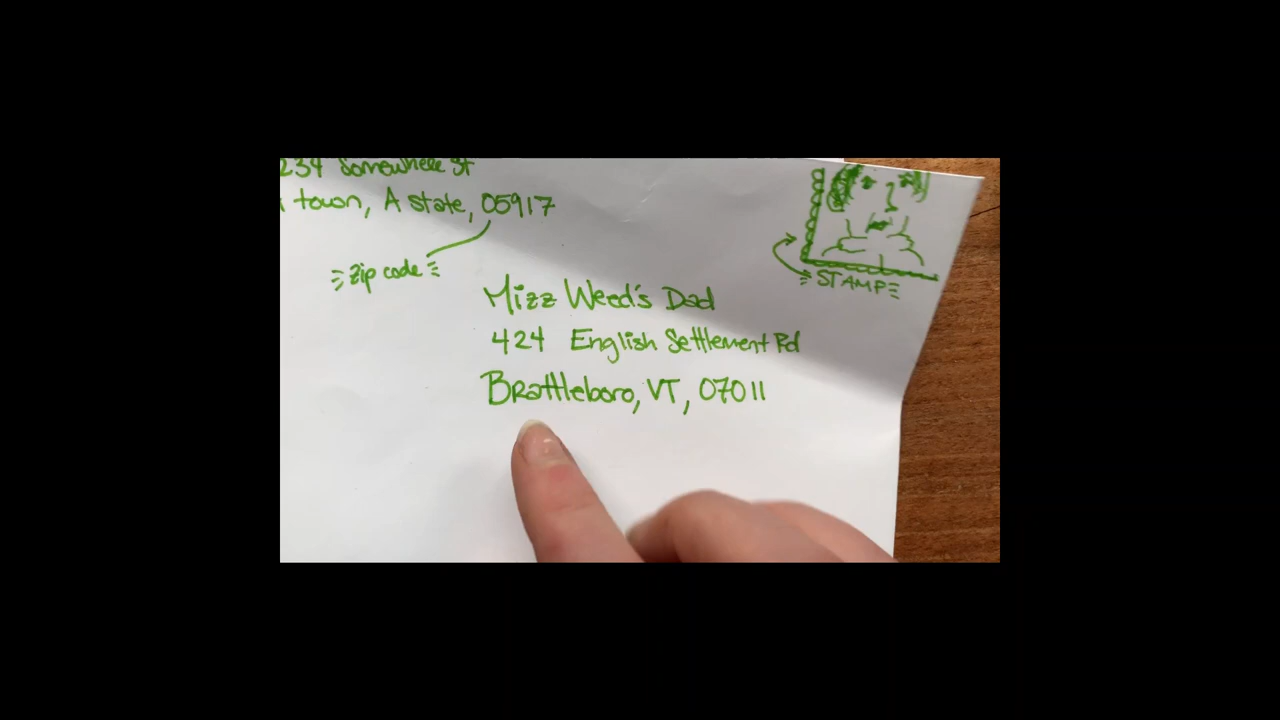 234 Somewhere St
town, A state, 05917
Zip code
STAMP
Mizz Weed's Dad
424 English Settlement Rd
Brattleboro, VT, 07011